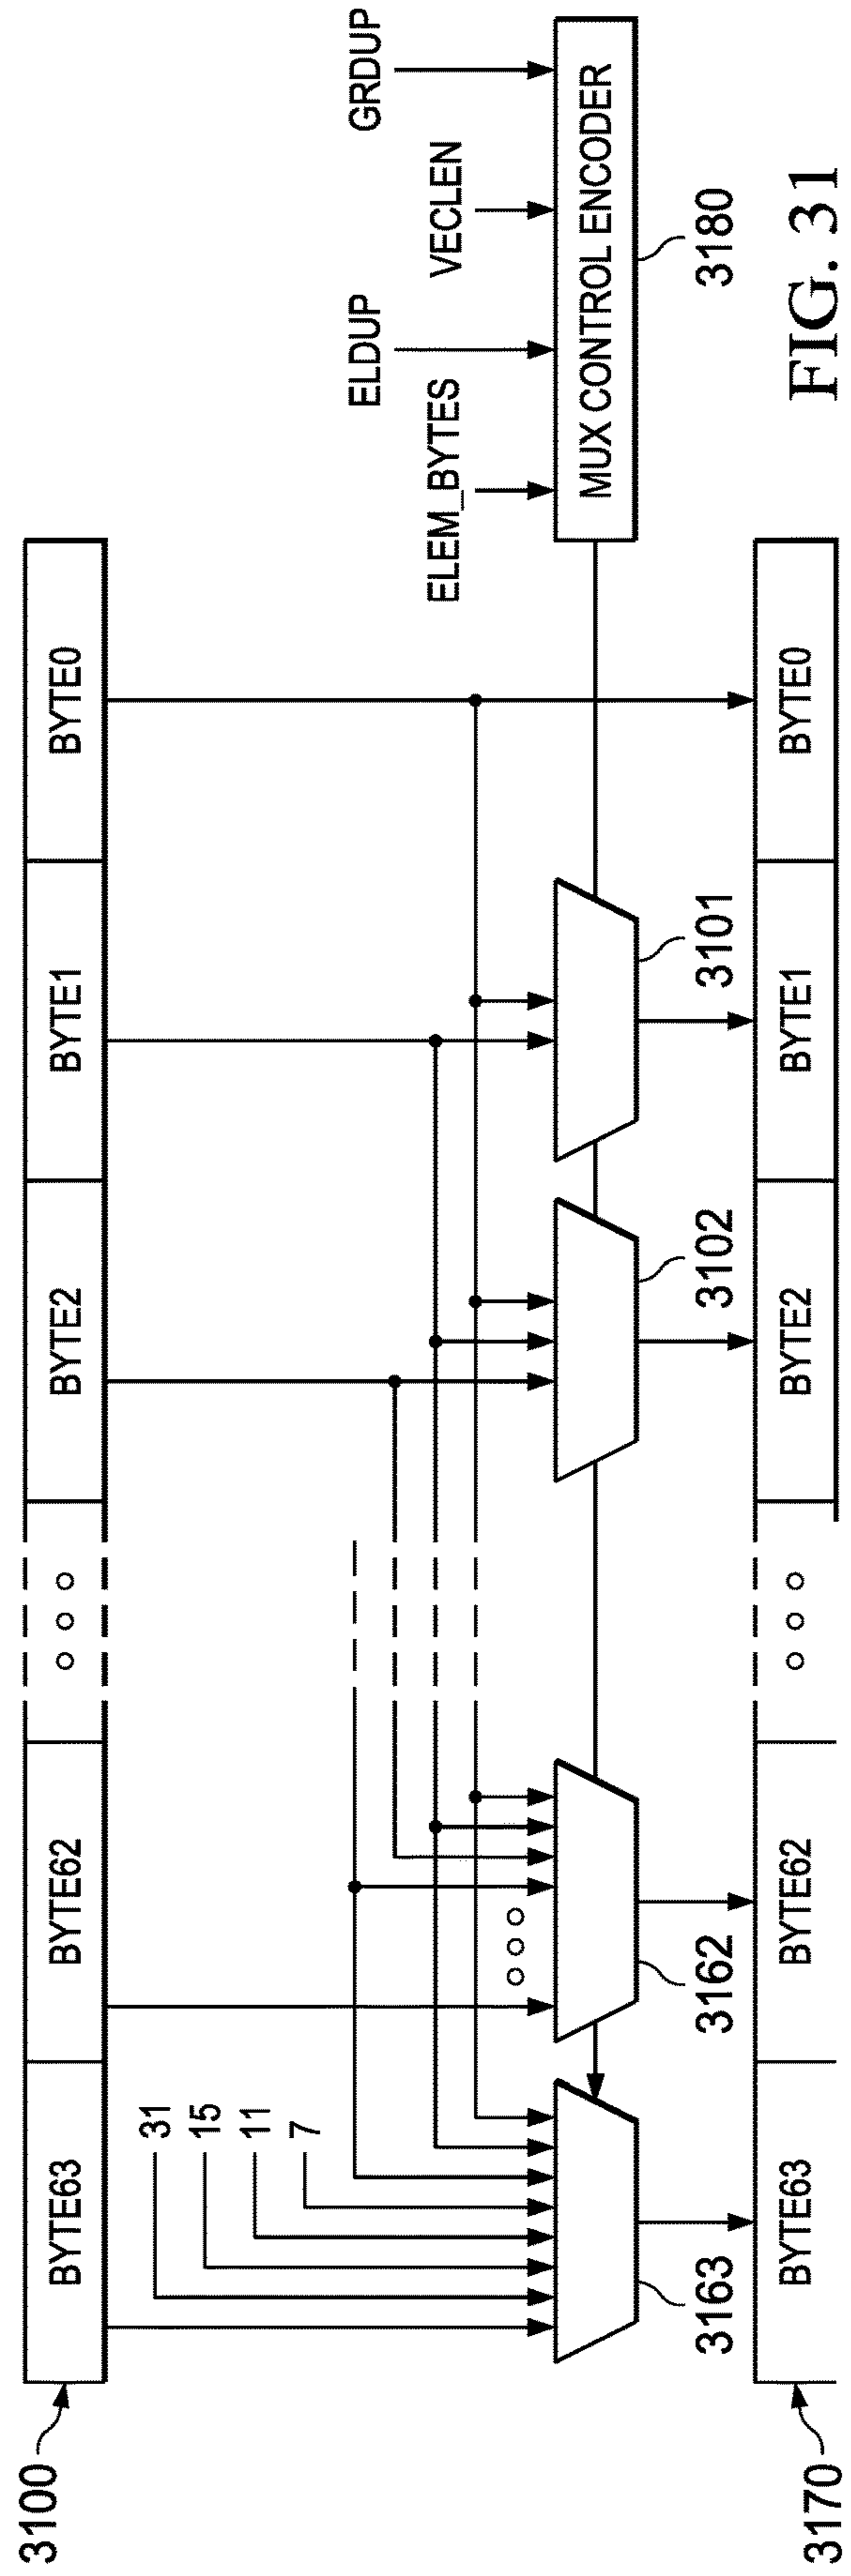 3100
BYTE63
BYTE62
BYTE2
BYTE1
BYTE0
31
15
11
7
GRDUP
VECLEN
ELDUP
ELEM_BYTES
MUX CONTROL ENCODER
3180
3163
3162
3102
3101
3170
BYTE63
BYTE62
BYTE2
BYTE1
BYTE0
FIG. 31